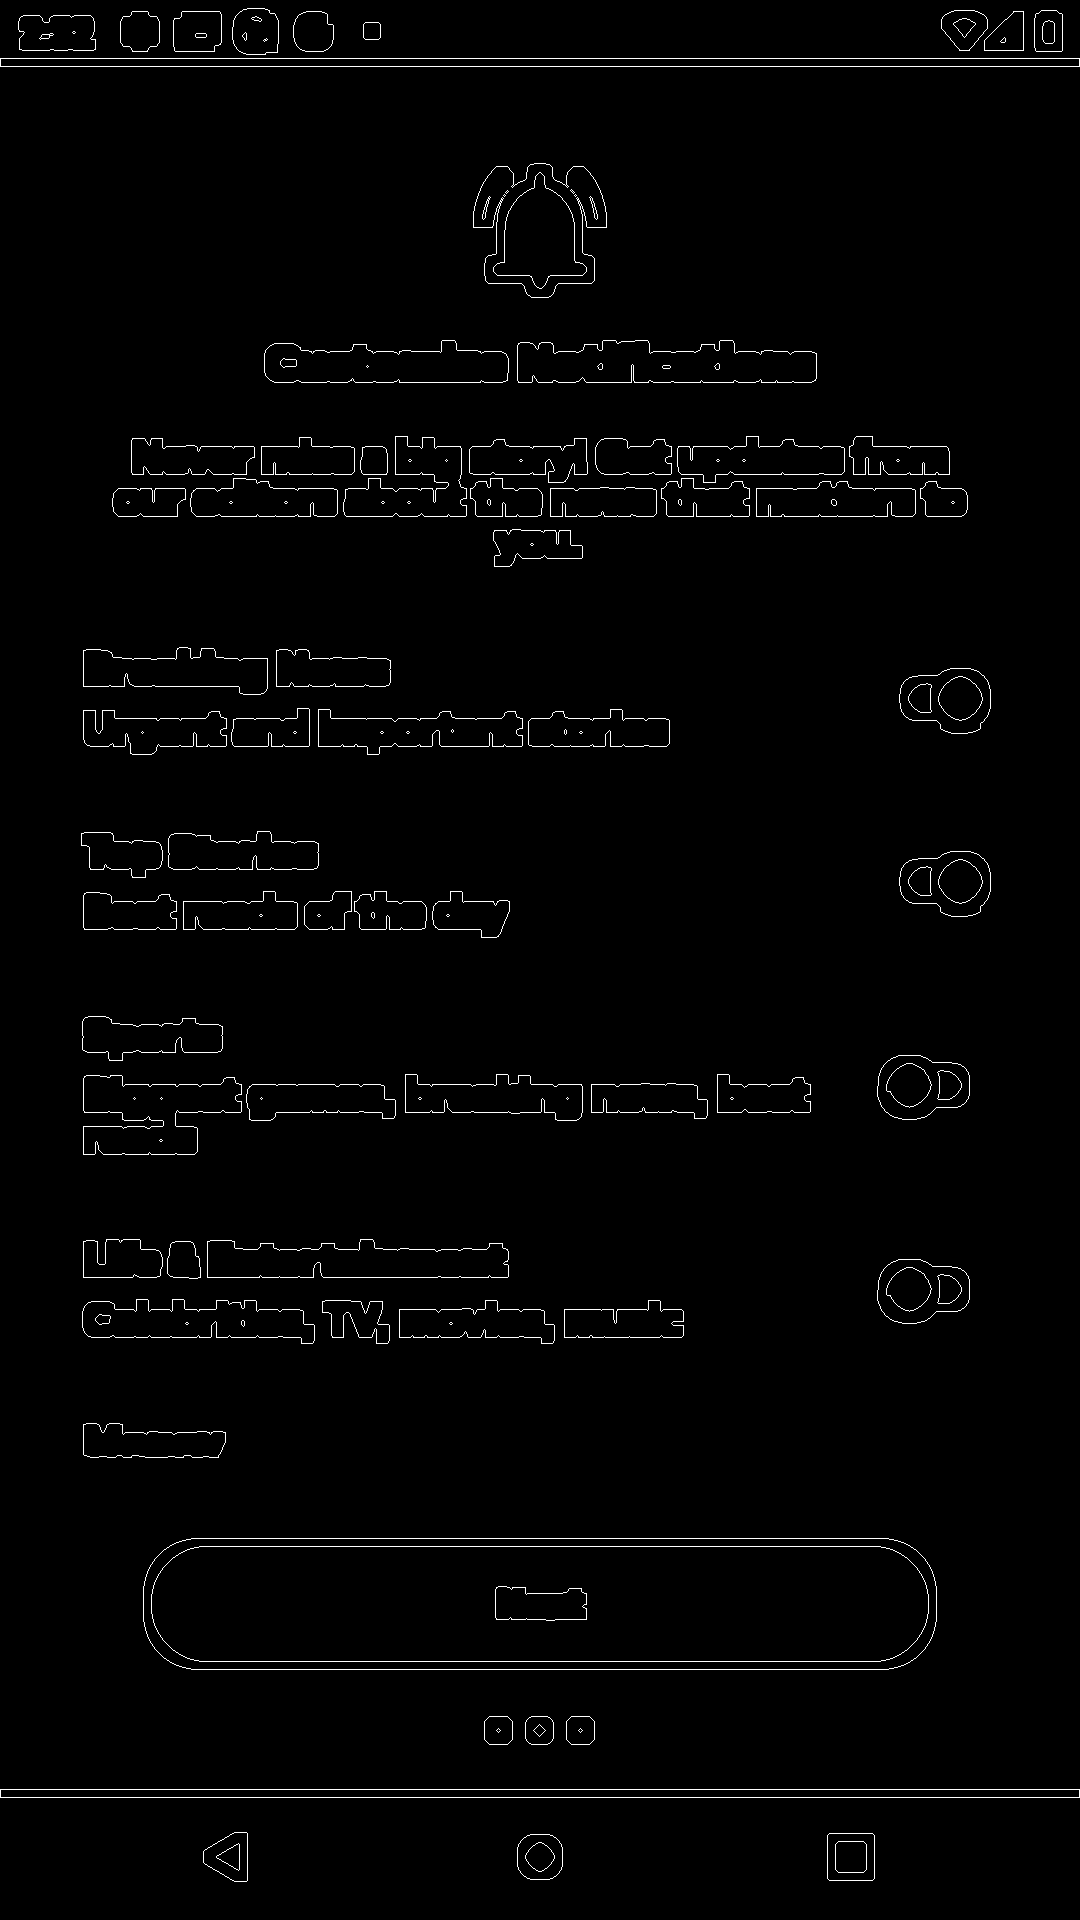 Customize Notifications
Never miss a big story! Get updates from
our editors about the news that matters to
you.
Breaking News
Urgent and important stories
Top Stories
Best reads of the day
Sports
Biggest games, breaking news, best
reads
Life & Entertainment
Celebrities, TV, movies, music
Money
Next